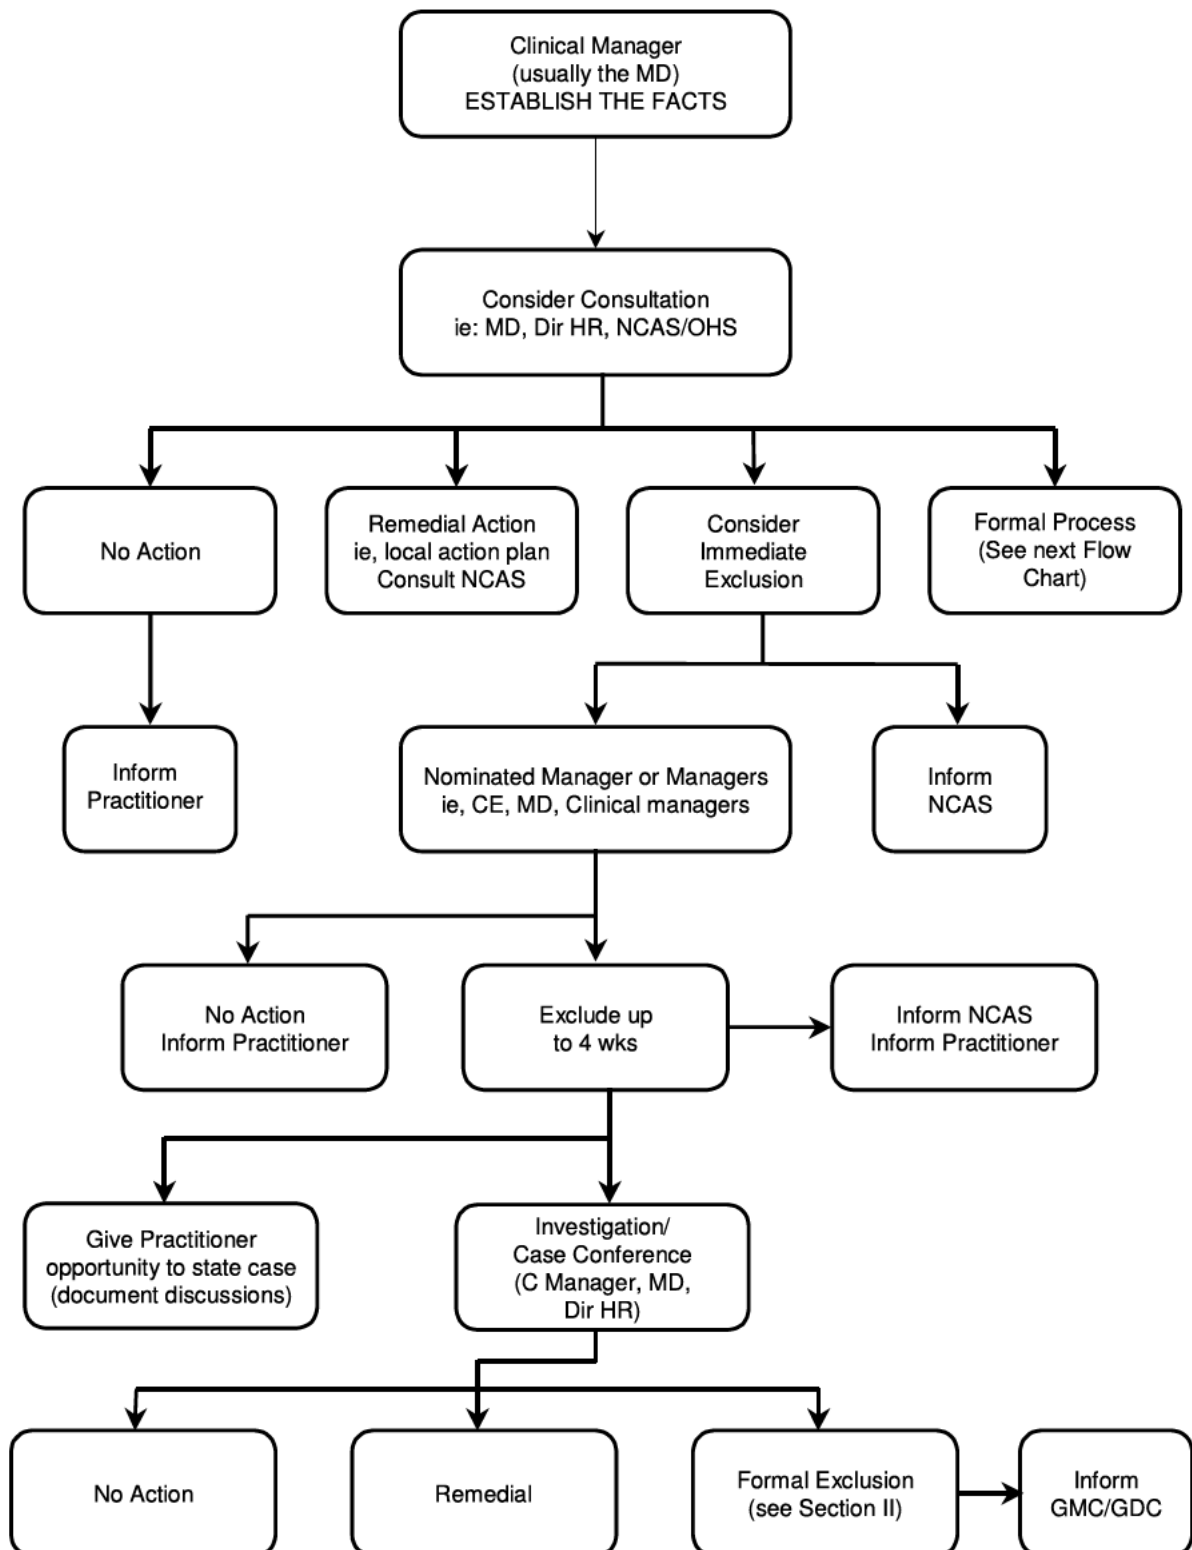 Clinical Manager
(usually the MD)
ESTABLISH THE FACTS
Consider Consultation
ie: MD, Dir HR, NCAS/OHS
No Action
Remedial Action
ie, local action plan
Consult NCAS
Consider
Immediate
Exclusion
Formal Process
(See next Flow
Chart)
Inform
Practitioner
Nominated Manager or Managers
ie, CE, MD, Clinical managers
Inform
NCAS
No Action
Inform Practitioner
Exclude up
to 4 wks
Inform NCAS
Inform Practitioner
Give Practitioner
opportunity to state case
(document discussions)
Investigation/
Case Conference
(C Manager, MD,
Dir HR)
No Action
Remedial
Formal Exclusion
(see Section II)
Inform
GMC/GDC